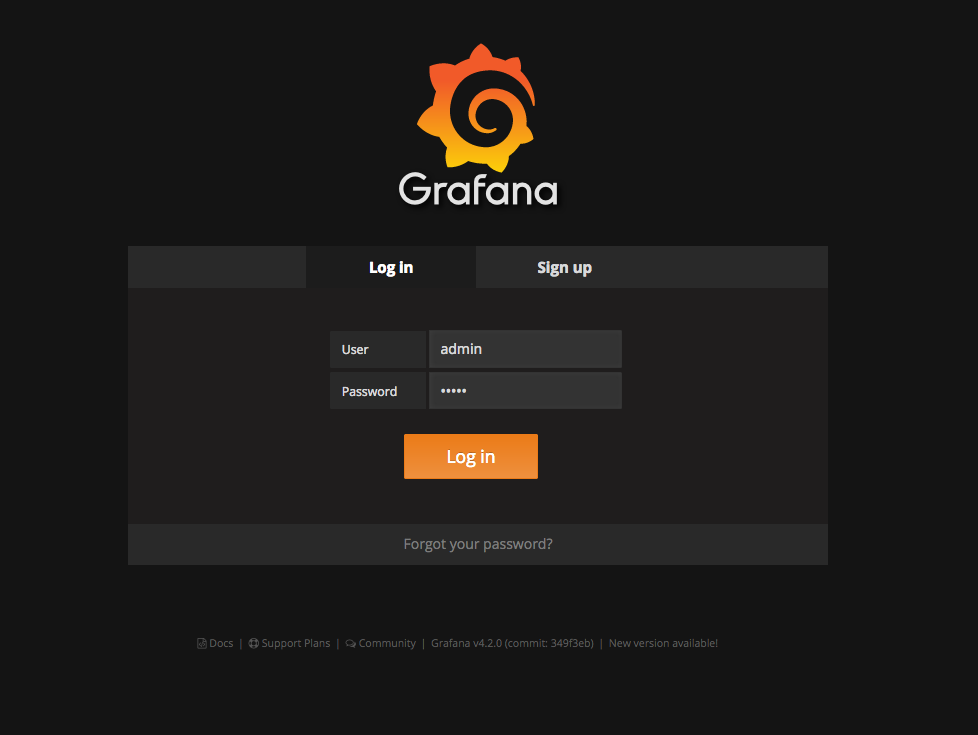 Grafana
Log in Sign up
User admin
Password •••••
Log in
Forgot your password?
Docs | Support Plans | Community | Grafana v4.2.0 (commit: 349f3eb) | New version available!